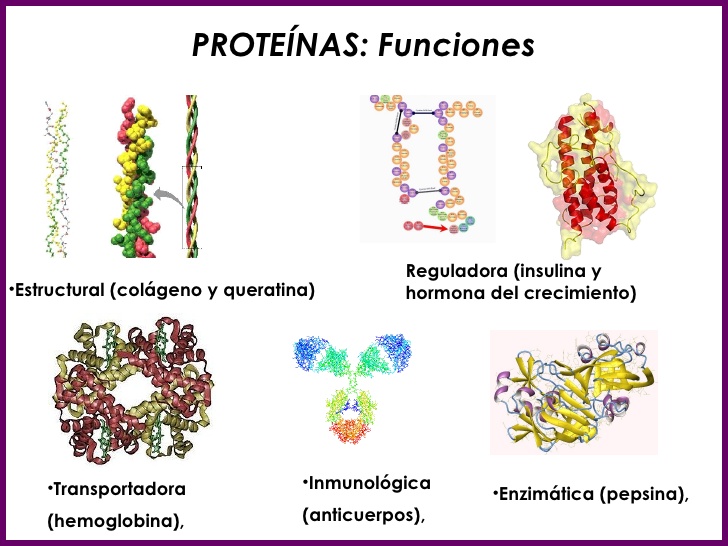 PROTEÍNAS: Funciones
•Estructural (colágeno y queratina)
Reguladora (insulina y
hormona del crecimiento)
•Transportadora
(hemoglobina),
•Inmunológica
(anticuerpos),
•Enzimática (pepsina),